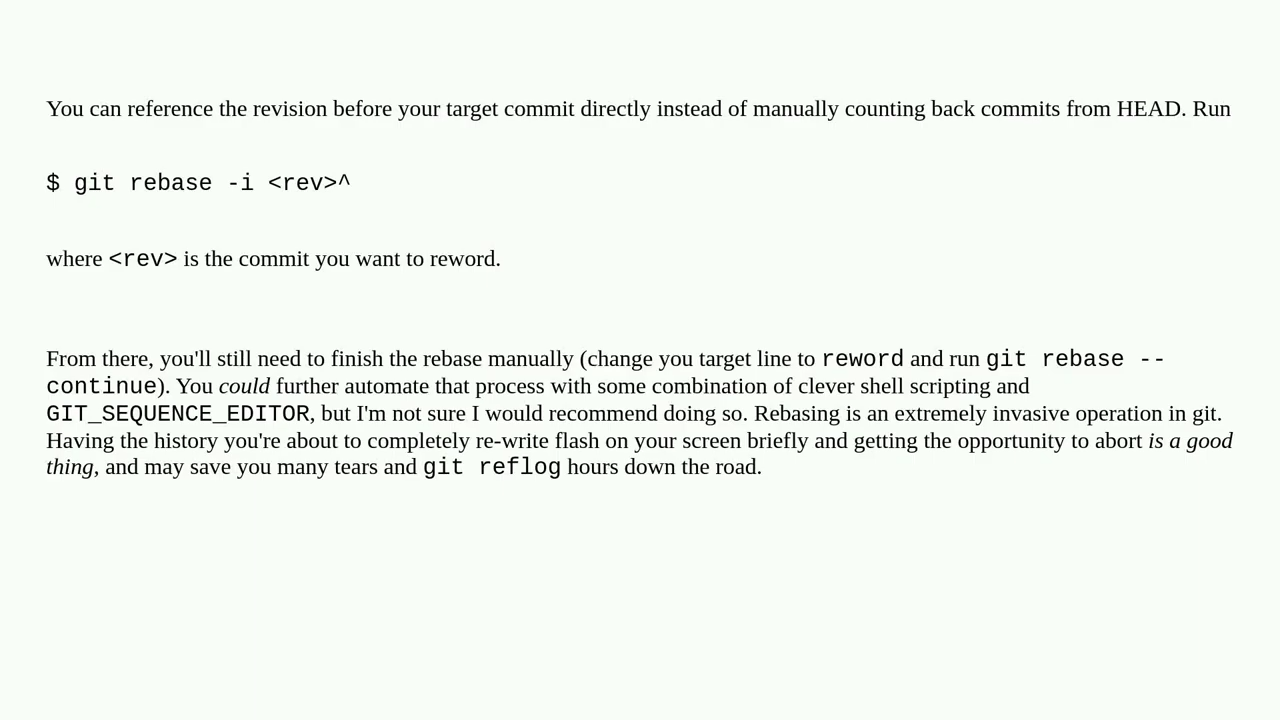 You can reference the revision before your target commit directly instead of manually counting back commits from HEAD. Run
$ git rebase -i <rev>^
where <rev> is the commit you want to reword.
From there, you'll still need to finish the rebase manually (change you target line to reword and run git rebase --
continue). You could further automate that process with some combination of clever shell scripting and
GIT_SEQUENCE_EDITOR, but I'm not sure I would recommend doing so. Rebasing is an extremely invasive operation in git.
Having the history you're about to completely re-write flash on your screen briefly and getting the opportunity to abort is a good
thing, and may save you many tears and git reflog hours down the road.